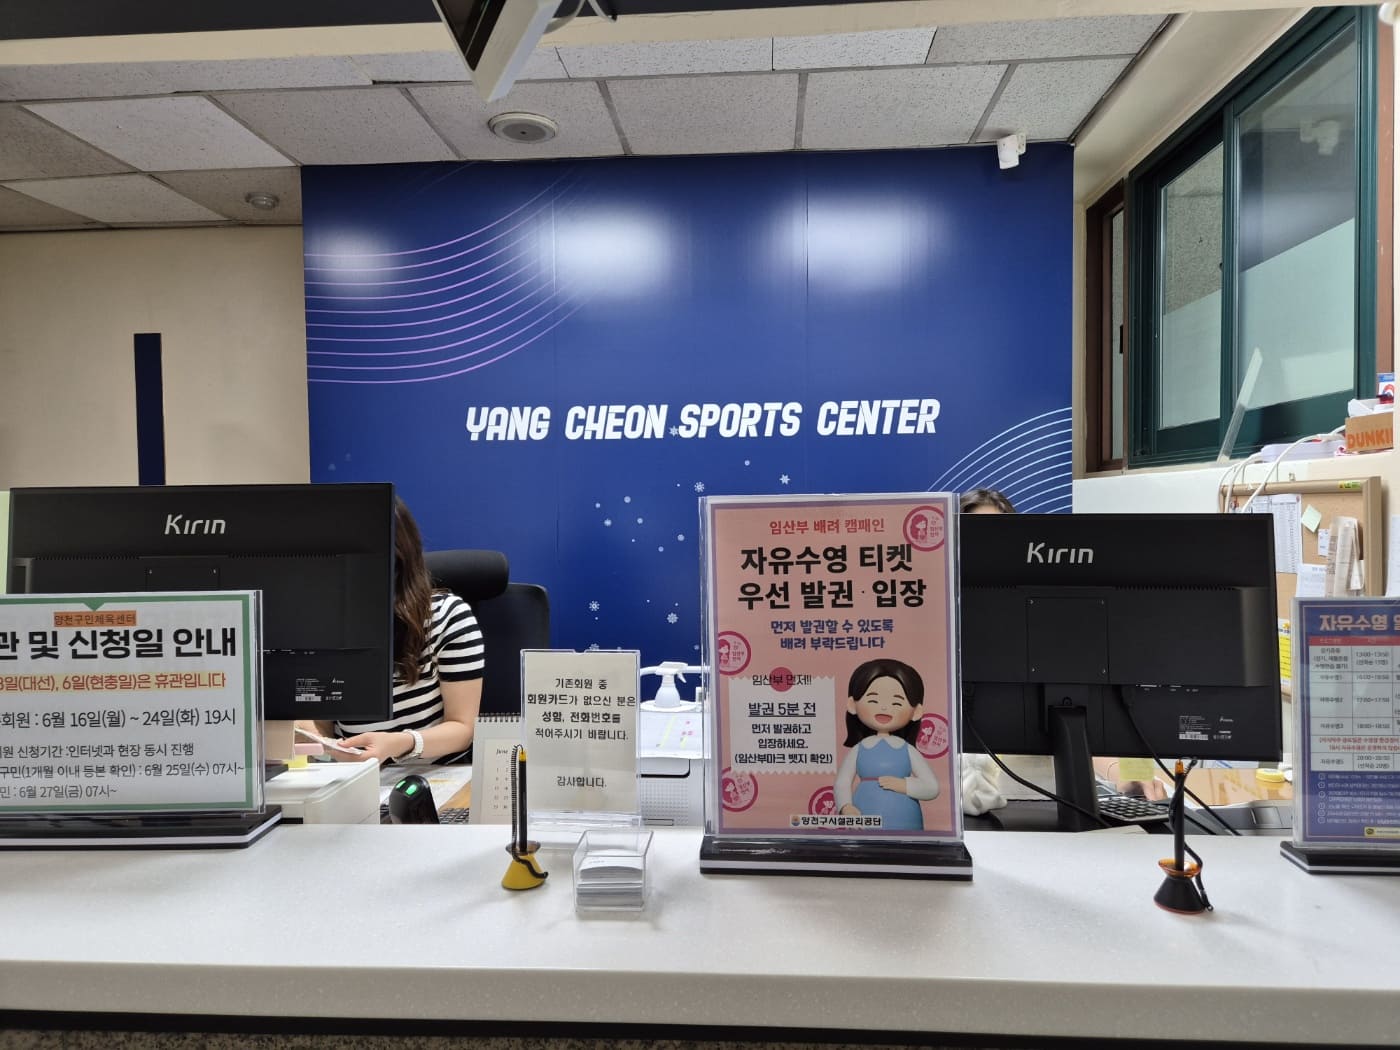 YANG CHEON SPORTS CENTER
Kirin
Kirin
DUNKIN
양천구민체육센터
관 및 신청일 안내
3일(대선), 6일(현충일)은 휴관입니다
회원 : 6월 16일(월) ~ 24일(화) 19시
회원 신청기간 :인터넷과 현장 동시 진행
구민(1개월 이내 등본 확인) : 6월 25일(수) 07시~
민 : 6월 27일(금) 07시~
기존회원 중
회원카드가 없으신 분은
성함, 전화번호를
적어주시기 바랍니다.
감사합니다.
임산부 배려 캠페인
자유수영 티켓
우선 발권·입장
먼저 발권할 수 있도록
배려 부탁드립니다
임산부 먼저!!
발권 5분 전
먼저 발권하고
입장하세요.
(임산부마크 뱃지 확인)
양천구시설관리공단
자유수영